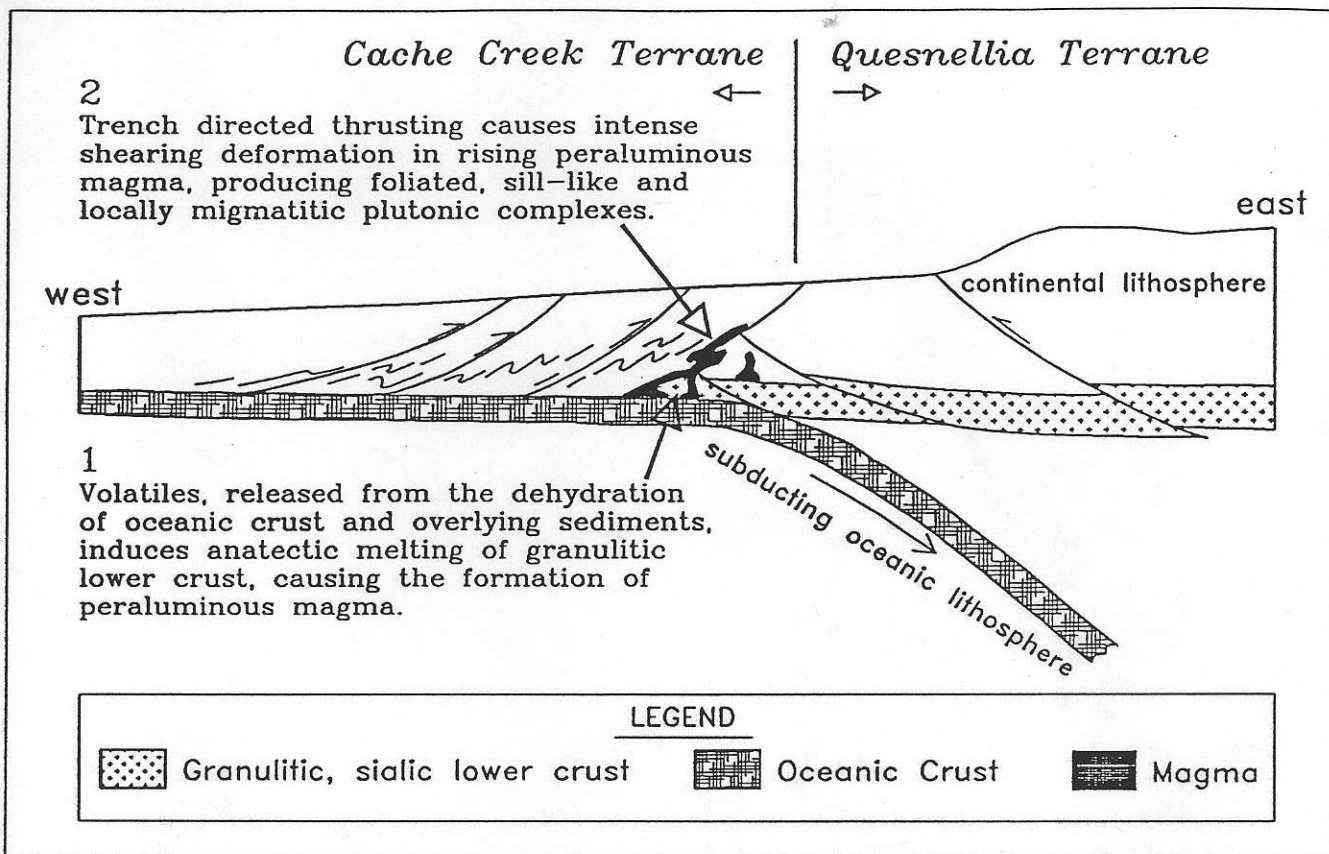 Cache Creek Terrane
Quesnellia Terrane
2
Trench directed thrusting causes intense
shearing deformation in rising peraluminous
magma, producing foliated, sill-like and
locally migmatitic plutonic complexes.
east
west
continental lithosphere
1
Volatiles, released from the dehydration
of oceanic crust and overlying sediments,
induces anatectic melting of granulitic
lower crust, causing the formation of
peraluminous magma.
subducting oceanic lithosphere
LEGEND
Granulitic, sialic lower crust
Oceanic Crust
Magma